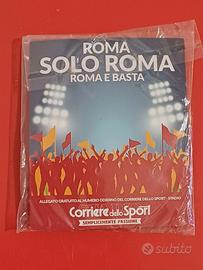 ROMA
SOLO ROMA
ROMA E BASTA
ALLEGATO GRATUITO AL NUMERO ODIERNO DEL CORRIERE DELLO SPORT - STADIO
Corriere dello Sport
SEMPLICEMENTE PASSIONE
subito